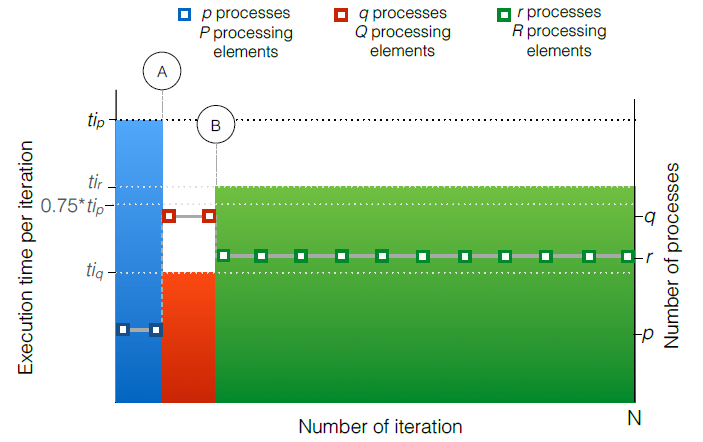 p processes
P processing
elements
q processes
Q processing
elements
r processes
R processing
elements
A
B
tip
tir
0.75*tip
tiq
Execution time per iteration
q
r
p
Number of processes
Number of iteration
N